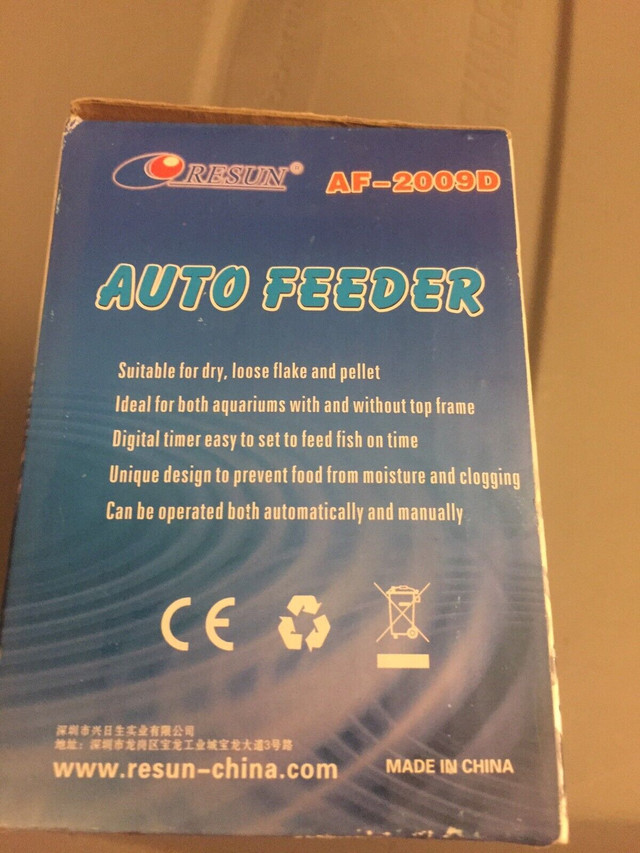 RESUN®
AF-2009D
AUTO FEEDER
Suitable for dry, loose flake and pellet
Ideal for both aquariums with and without top frame
Digital timer easy to set to feed fish on time
Unique design to prevent food from moisture and clogging
Can be operated both automatically and manually
CE
深圳市兴日生实业有限公司
地址：深圳市龙岗区宝龙工业城宝龙大道3号路
www.resun-china.com
MADE IN CHINA